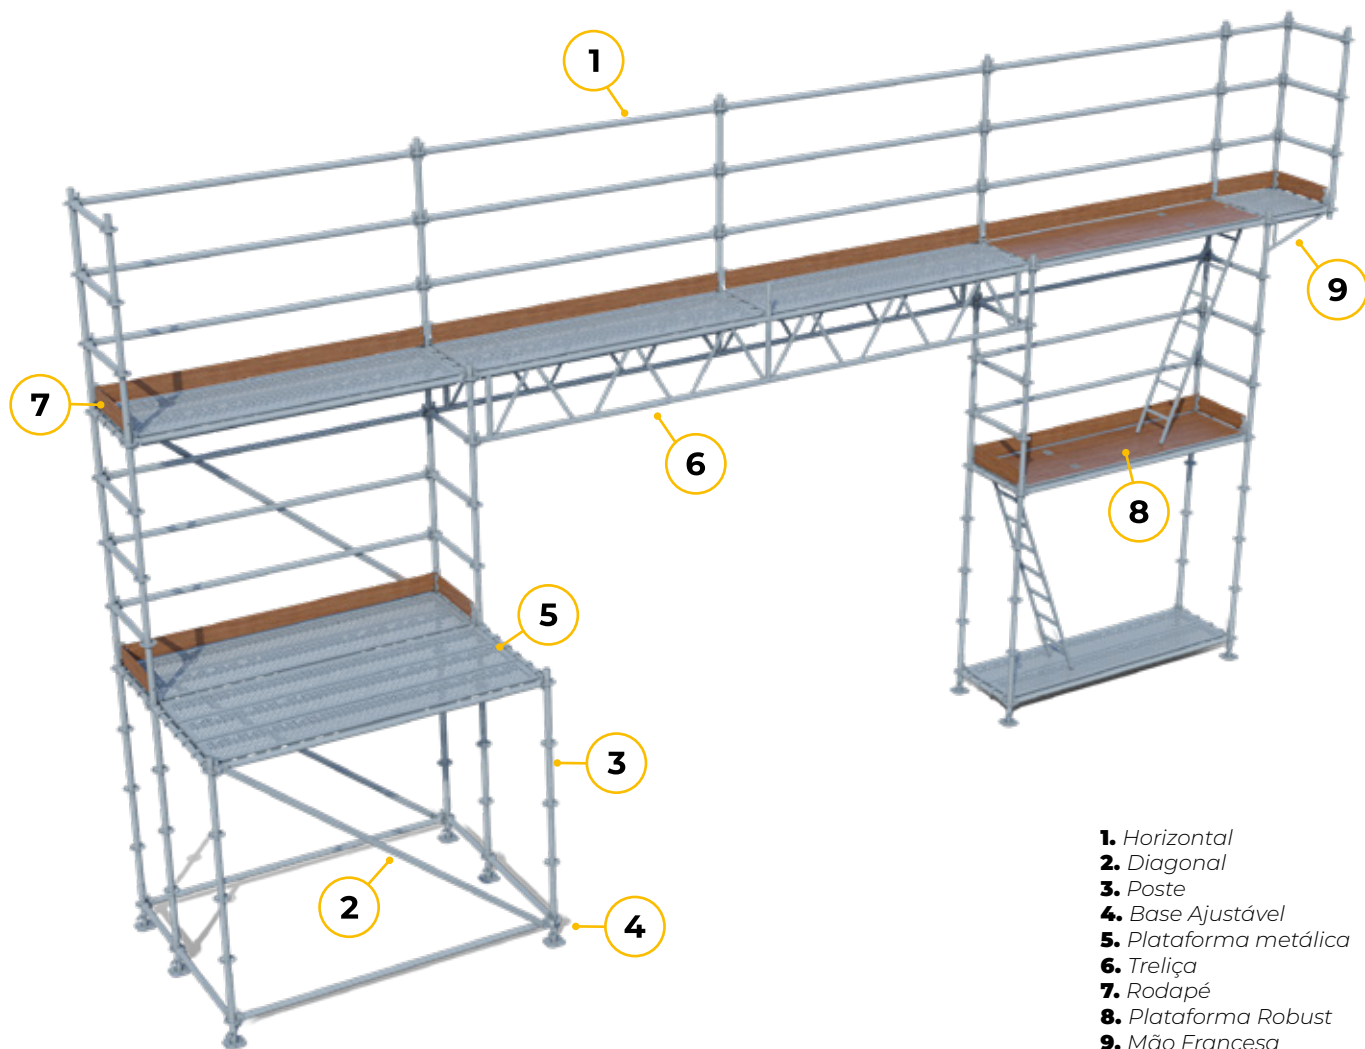 1
9
7
6
8
5
3
2
4
1. Horizontal
2. Diagonal
3. Poste
4. Base Ajustável
5. Plataforma metálica
6. Treliça
7. Rodapé
8. Plataforma Robust
9. Mão Francesa